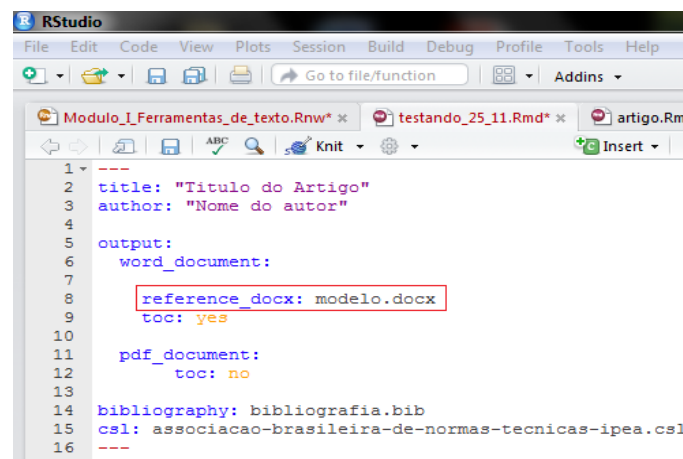 RStudio
File Edit Code View Plots Session Build Debug Profile Tools Help
Go to file/function Addins
Modulo_I_Ferramentas_de_texto.Rnw* testando_25_11.Rmd* artigo.Rm
ABC Knit Insert
1 ---
2 title: "Titulo do Artigo"
3 author: "Nome do autor"
4
5 output:
6 word_document:
7
8 reference_docx: modelo.docx
9 toc: yes
10
11 pdf_document:
12 toc: no
13
14 bibliography: bibliografia.bib
15 csl: associacao-brasileira-de-normas-tecnicas-ipea.csl
16 ---